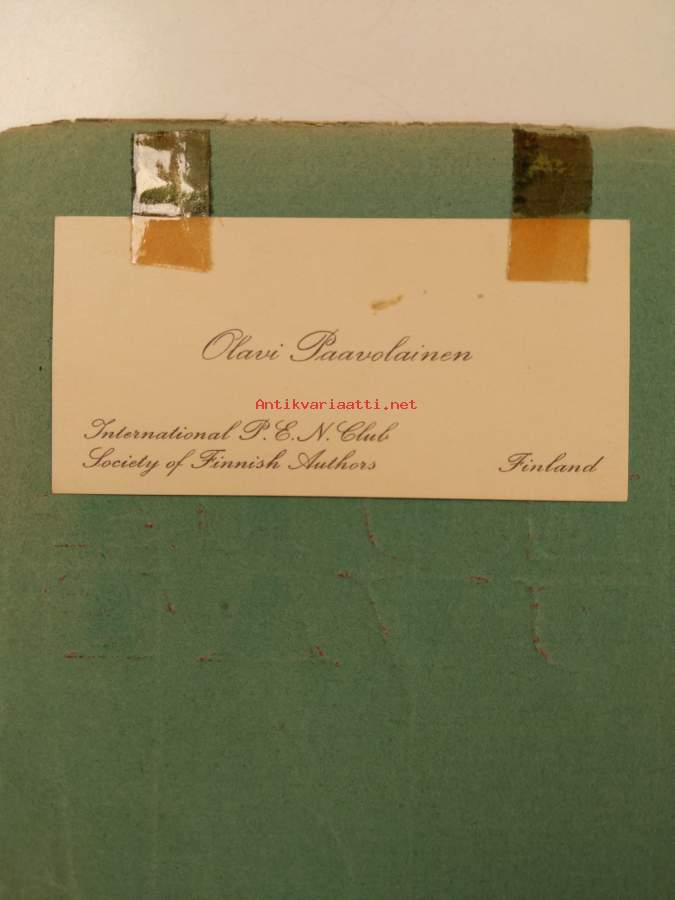 Olavi Paavolainen
Antikvariaatti.net
International P.E.N. Club
Society of Finnish Authors
Finland